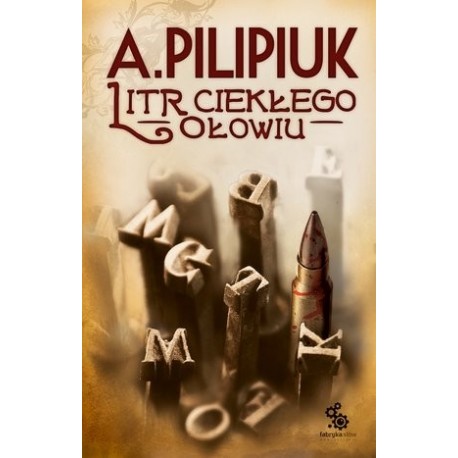 A. PILIPIUK
LITR CIEKŁEGO
OŁOWIU
M
G
M
K
O
fabryka słów